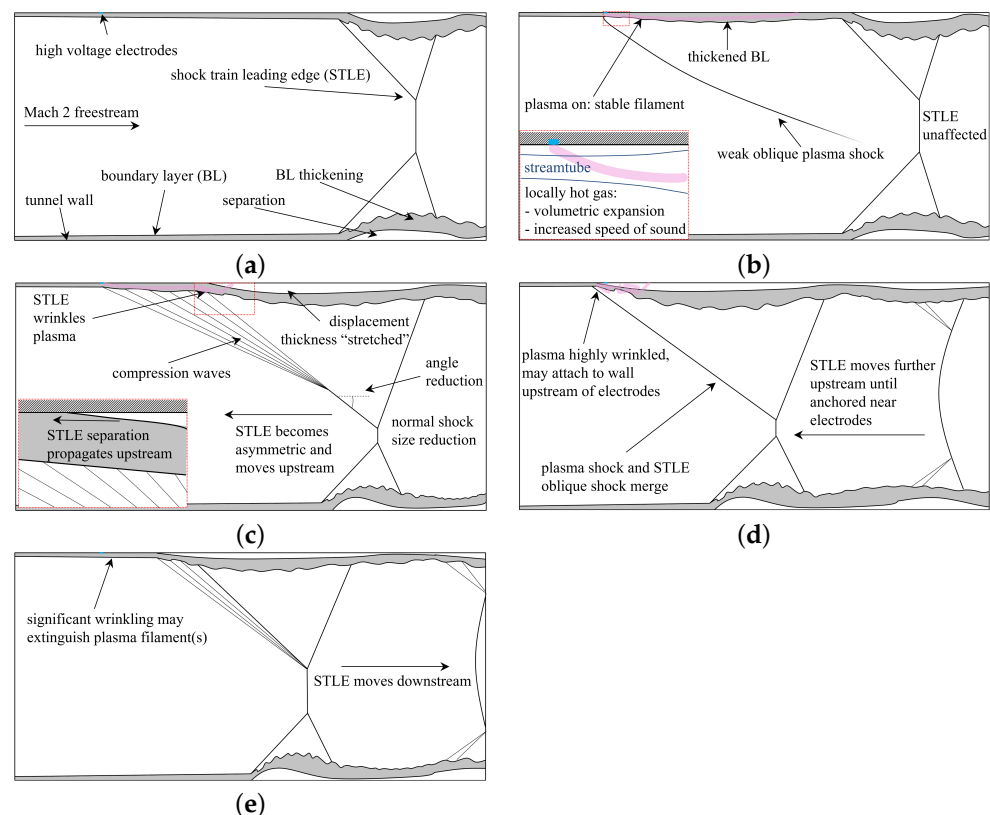 high voltage electrodes
shock train leading edge (STLE)
Mach 2 freestream
boundary layer (BL)
BL thickening
tunnel wall
separation
(a)
thickened BL
plasma on: stable filament
STLE
unaffected
weak oblique plasma shock
streamtube
locally hot gas:
- volumetric expansion
- increased speed of sound
(b)
STLE
wrinkles
plasma
displacement
thickness “stretched”
compression waves
angle
reduction
normal shock
size reduction
STLE becomes
asymmetric and
moves upstream
STLE separation
propagates upstream
(c)
plasma highly wrinkled,
may attach to wall
upstream of electrodes
STLE moves further
upstream until
anchored near
electrodes
plasma shock and STLE
oblique shock merge
(d)
significant wrinkling may
extinguish plasma filament(s)
STLE moves downstream
(e)